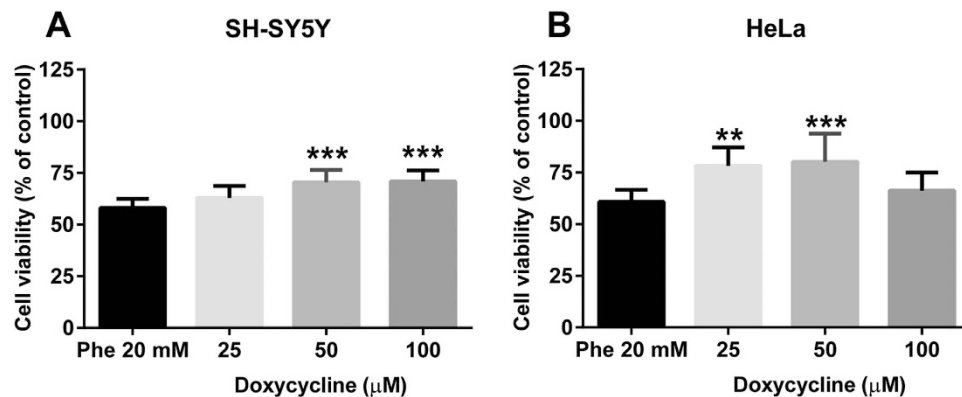 A
SH-SY5Y
Cell viability (% of control)
125
100
75
50
25
0
***
***
Phe 20 mM
25
50
100
Doxycycline (μM)
B
HeLa
Cell viability (% of control)
125
100
75
50
25
0
**
***
Phe 20 mM
25
50
100
Doxycycline (μM)